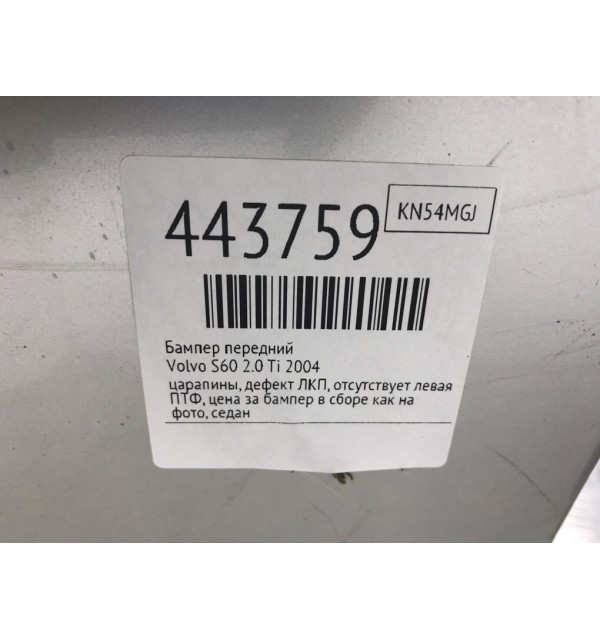 443759
KN54MGJ
Бампер передний
Volvo S60 2.0 Ti 2004
царапины, дефект ЛКП, отсутствует левая
ПТФ, цена за бампер в сборе как на
фото, седан